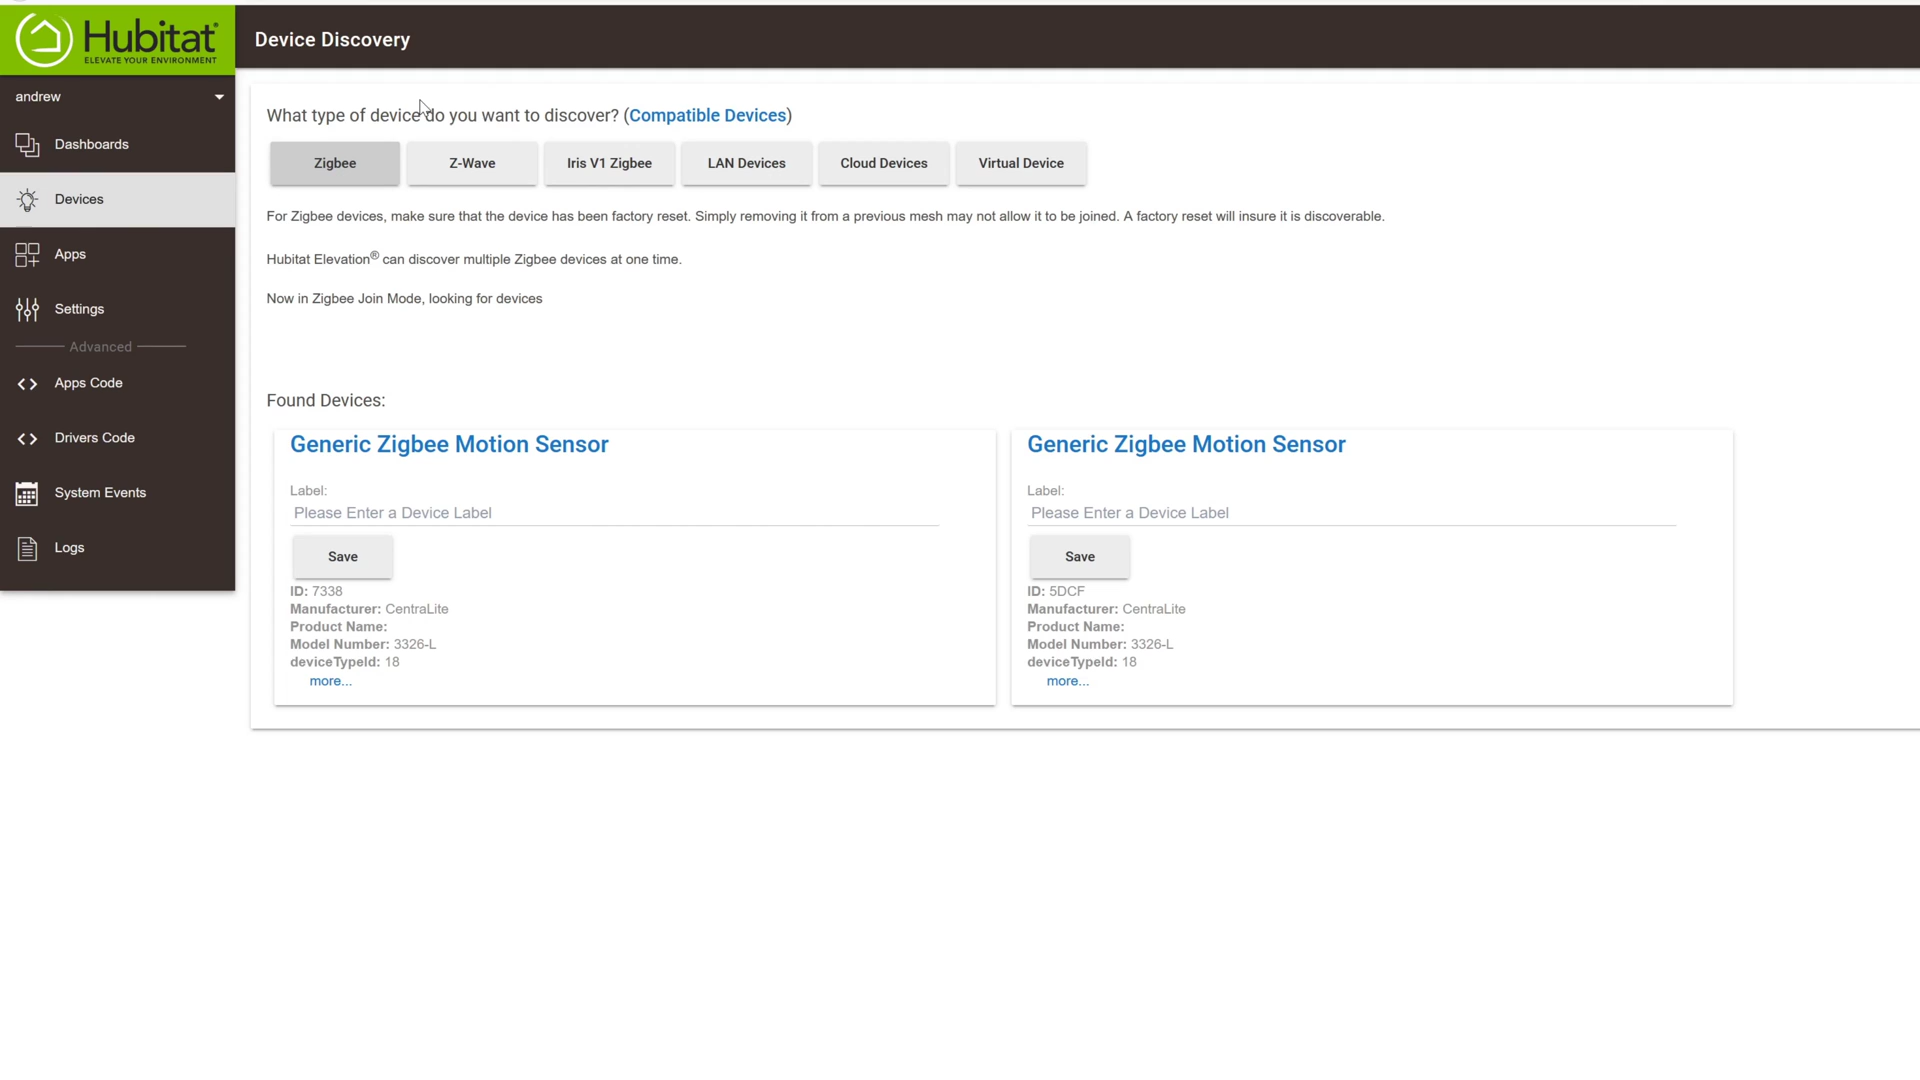 Hubitat®
ELEVATE YOUR ENVIRONMENT
Device Discovery
andrew
Dashboards
Devices
Apps
Settings
Advanced
Apps Code
Drivers Code
System Events
Logs
What type of device do you want to discover? (Compatible Devices)
Zigbee
Z-Wave
Iris V1 Zigbee
LAN Devices
Cloud Devices
Virtual Device
For Zigbee devices, make sure that the device has been factory reset. Simply removing it from a previous mesh may not allow it to be joined. A factory reset will insure it is discoverable.
Hubitat Elevation® can discover multiple Zigbee devices at one time.
Now in Zigbee Join Mode, looking for devices
Found Devices:
Generic Zigbee Motion Sensor
Label:
Please Enter a Device Label
Save
ID: 7338
Manufacturer: CentraLite
Product Name:
Model Number: 3326-L
deviceTypeId: 18
more...
Generic Zigbee Motion Sensor
Label:
Please Enter a Device Label
Save
ID: 5DCF
Manufacturer: CentraLite
Product Name:
Model Number: 3326-L
deviceTypeId: 18
more...